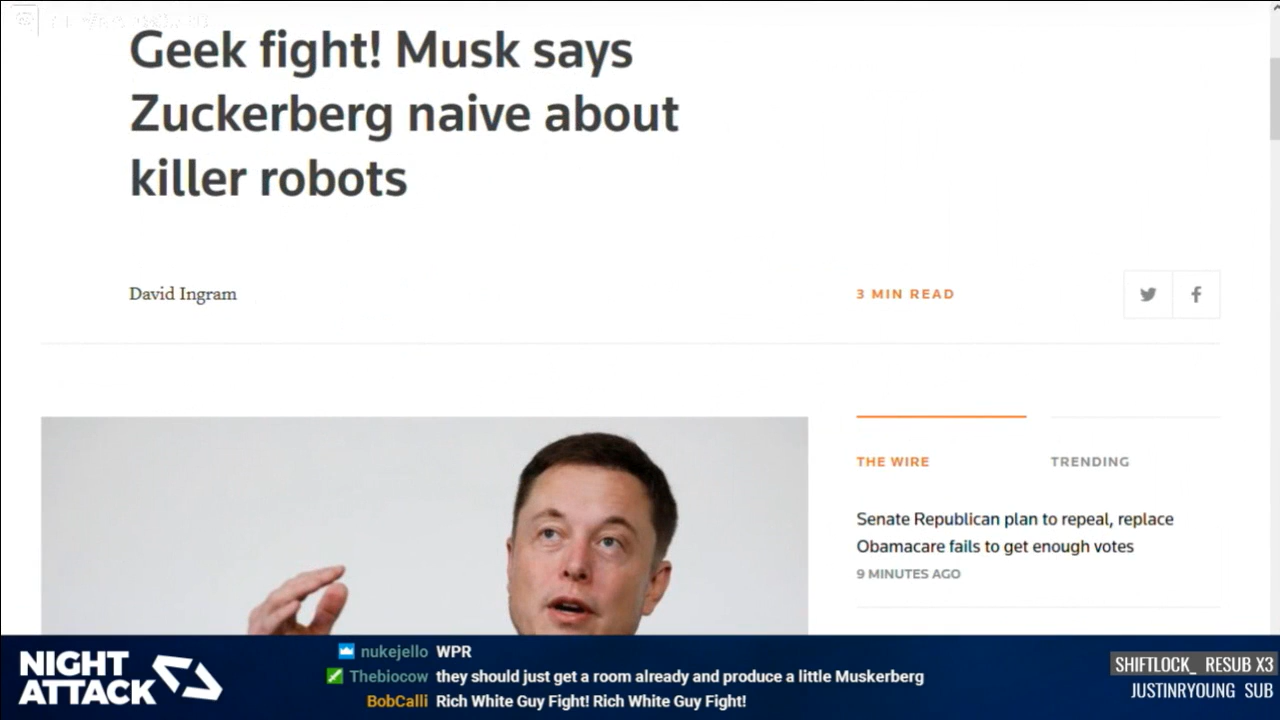 Geek fight! Musk says
Zuckerberg naive about
killer robots
David Ingram
3 MIN READ
THE WIRE
TRENDING
Senate Republican plan to repeal, replace
Obamacare fails to get enough votes
9 MINUTES AGO
NIGHT
ATTACK
nukejello WPR
Thebiocow they should just get a room already and produce a little Muskerberg
BobCalli Rich White Guy Fight! Rich White Guy Fight!
SHIFTLOCK_ RESUB X3
JUSTINRYOUNG SUB